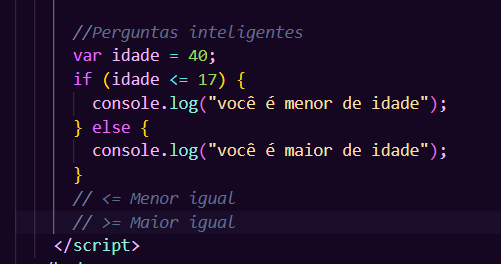 //Perguntas inteligentes
var idade = 40;
if (idade <= 17) {
console.log("você é menor de idade");
} else {
console.log("você é maior de idade");
}
// <= Menor igual
// >= Maior igual
</script>